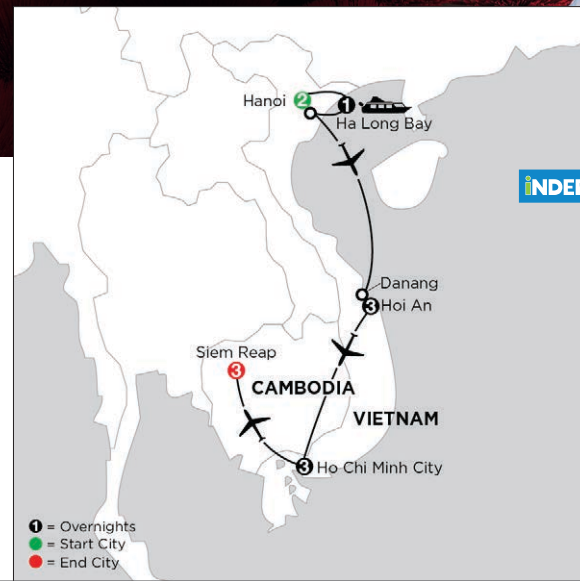 Hanoi 2
1
Ha Long Bay
iNDE
Danang
3 Hoi An
Siem Reap
3
CAMBODIA
VIETNAM
3 Ho Chi Minh City
1 = Overnights
= Start City
= End City